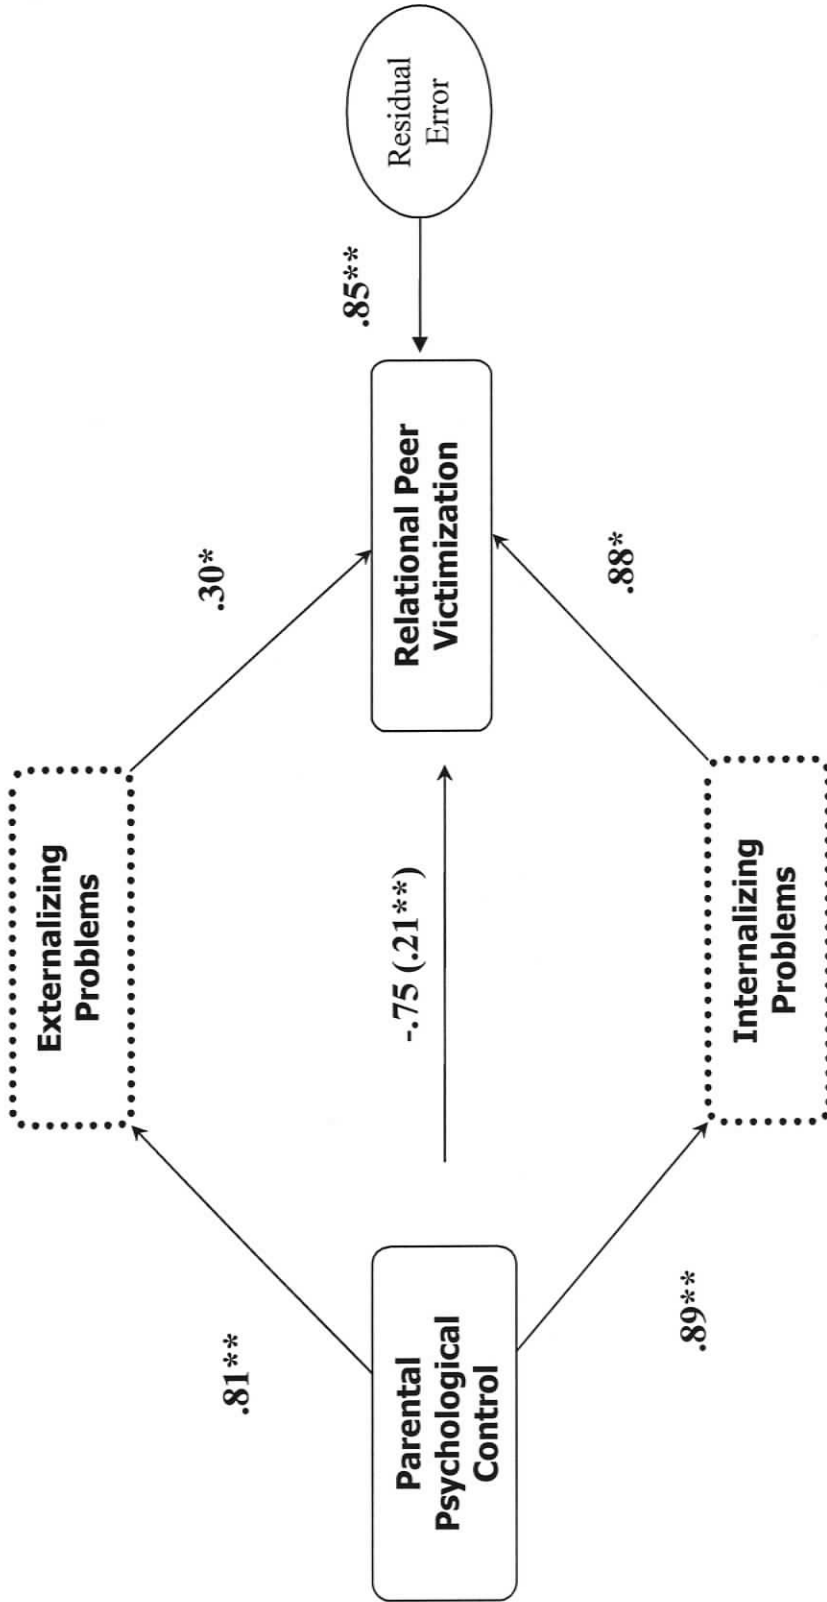 Externalizing
Problems
.81**
.30*
.85**
Parental
Psychological
Control
-.75 (.21**)
Relational Peer
Victimization
Residual
Error
.89**
.88*
Internalizing
Problems